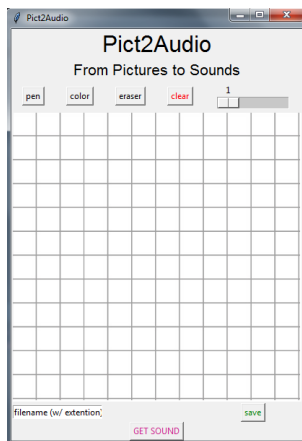 Pict2Audio
Pict2Audio
From Pictures to Sounds
pen color eraser clear 1
filename (w/ extention)
save
GET SOUND